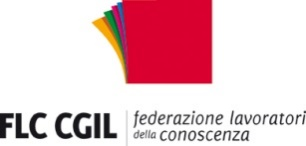 FLC CGIL
federazione lavoratori
della conoscenza